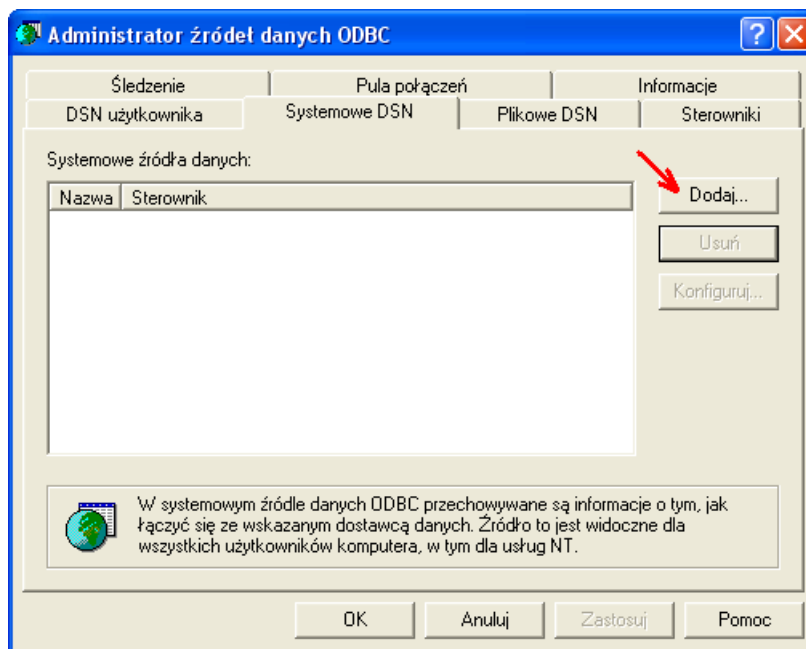 Administrator źródeł danych ODBC
Śledzenie Pula połączeń Informacje
DSN użytkownika Systemowe DSN Plikowe DSN Sterowniki
Systemowe źródła danych:
Nazwa Sterownik
Dodaj...
Usuń
Konfiguruj...
W systemowym źródle danych ODBC przechowywane są informacje o tym, jak
łączyć się ze wskazanym dostawcą danych. Źródło to jest widoczne dla
wszystkich użytkowników komputera, w tym dla usług NT.
OK Anuluj Zastosuj Pomoc